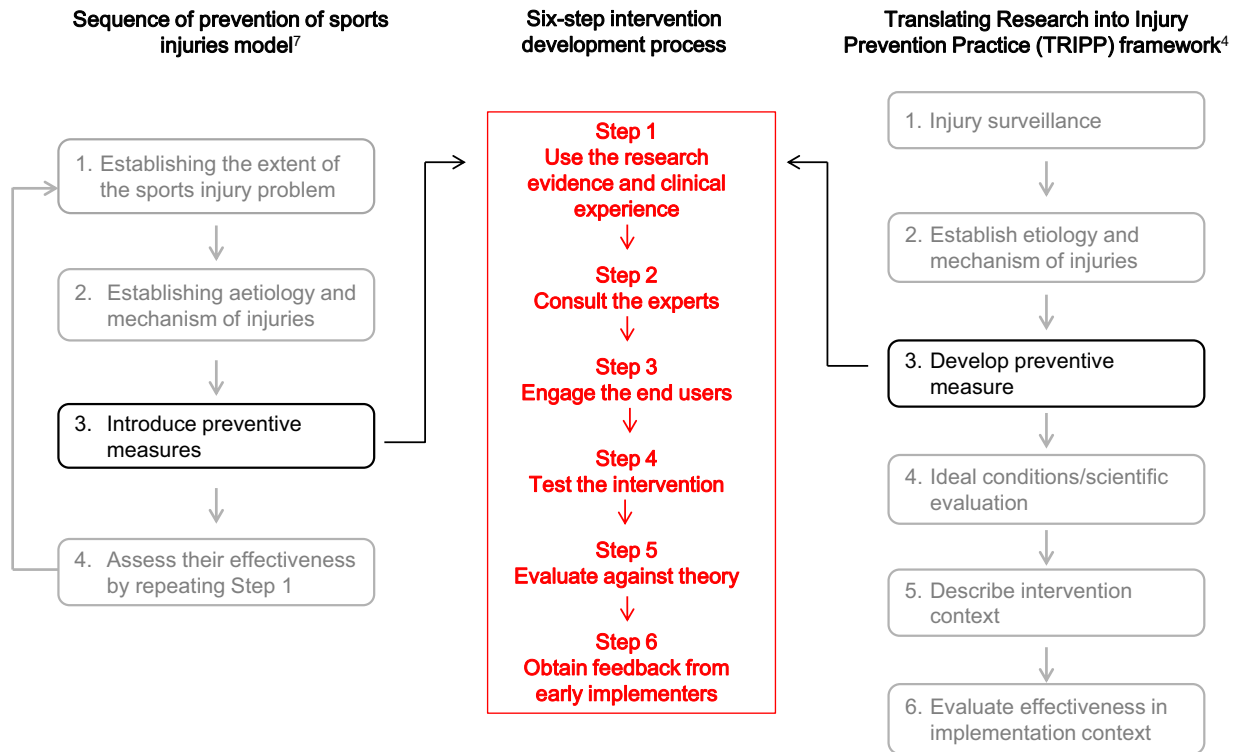 Sequence of prevention of sports
injuries model7
1. Establishing the extent of
the sports injury problem
2. Establishing aetiology and
mechanism of injuries
3. Introduce preventive
measures
4. Assess their effectiveness
by repeating Step 1
Six-step intervention
development process
Step 1
Use the research
evidence and clinical
experience
Step 2
Consult the experts
Step 3
Engage the end users
Step 4
Test the intervention
Step 5
Evaluate against theory
Step 6
Obtain feedback from
early implementers
Translating Research into Injury
Prevention Practice (TRIPP) framework4
1. Injury surveillance
2. Establish etiology and
mechanism of injuries
3. Develop preventive
measure
4. Ideal conditions/scientific
evaluation
5. Describe intervention
context
6. Evaluate effectiveness in
implementation context